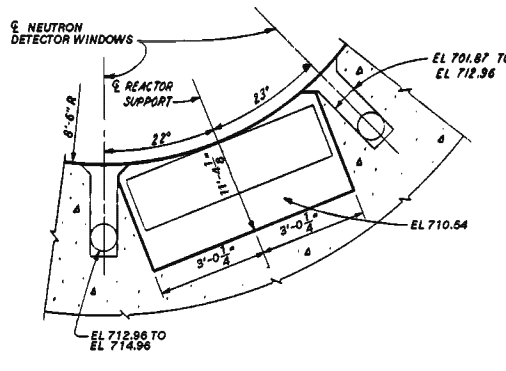 ℄ NEUTRON
DETECTOR WINDOWS
℄ REACTOR
SUPPORT
EL 701.87 TO
EL 712.96
8'-6" R
22°
23°
11'-4 1/8"
EL 710.54
3'-0 1/4"
3'-0 1/4"
EL 712.96 TO
EL 714.96